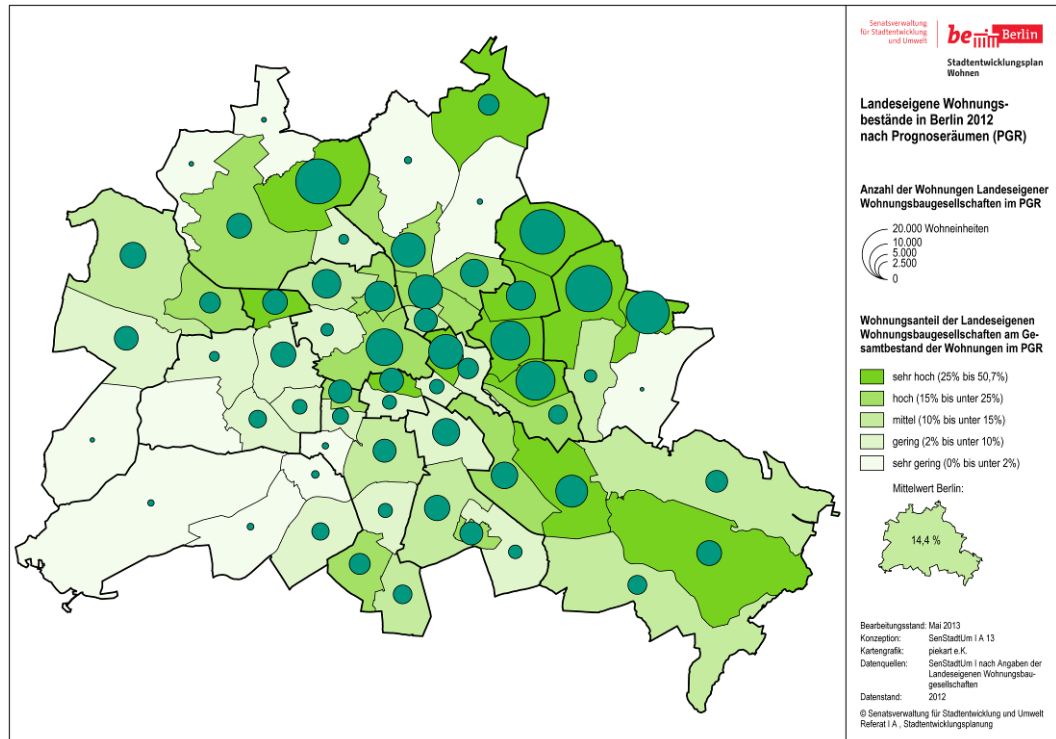 Senatsverwaltung
für Stadtentwicklung
und Umwelt
be Berlin
Stadtentwicklungsplan
Wohnen
Landeseigene Wohnungs-
bestände in Berlin 2012
nach Prognoseräumen (PGR)
Anzahl der Wohnungen Landeseigener
Wohnungsbaugesellschaften im PGR
20.000 Wohneinheiten
10.000
5.000
2.500
0
Wohnungsanteil der Landeseigenen
Wohnungsbaugesellschaften am Ge-
samtbestand der Wohnungen im PGR
sehr hoch (25% bis 50,7%)
hoch (15% bis unter 25%)
mittel (10% bis unter 15%)
gering (2% bis unter 10%)
sehr gering (0% bis unter 2%)
Mittelwert Berlin:
14,4 %
Bearbeitungsstand: Mai 2013
Konzeption: SenStadtUm I A 13
Kartengrafik: piekart e.K.
Datenquellen: SenStadtUm I nach Angaben der
Landeseigenen Wohnungsbau-
gesellschaften
Datenstand: 2012
© Senatsverwaltung für Stadtentwicklung und Umwelt
Referat I A , Stadtentwicklungsplanung